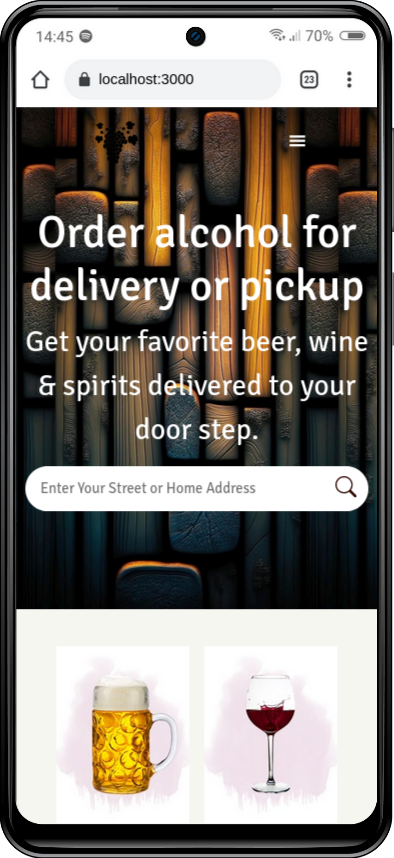 14:45 70%
localhost:3000 23
Order alcohol for
delivery or pickup
Get your favorite beer, wine
& spirits delivered to your
door step.
Enter Your Street or Home Address